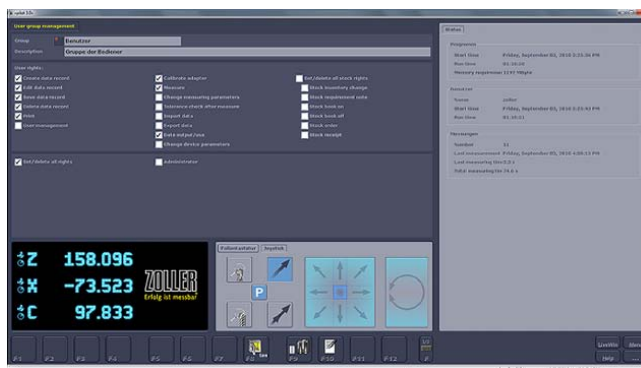 User group management
Group Benutzer
Description Gruppe der Bediener
User rights:
Create data record
Edit data record
Save data record
Delete data record
Print
User management
Calibrate adapter
Measure
Change measuring parameters
Tolerance check after measure
Import data
Export data
Data output/use
Change device parameters
Set/delete all stock rights
Stock inventory change
Stock requirement note
Stock book on
Stock book off
Stock order
Stock receipt
Set/delete all rights
Administrator
Status
Programm
Start time Friday, September 03, 2010
Run time
Memory requirement
Benutzer
Name zoller
Start time Friday, September 03, 2010
Run time
Messungen
Number
Last measurement Friday, September 03, 2010
Last measuring time
Total measuring time
Z 158.096
X -73.523
C 97.833
ZOLLER
Erfolg ist messbar
Joystick
P
F1 F2 F3 F4 F5 F6 F7 F8 F9 F10 F11 F12
Help